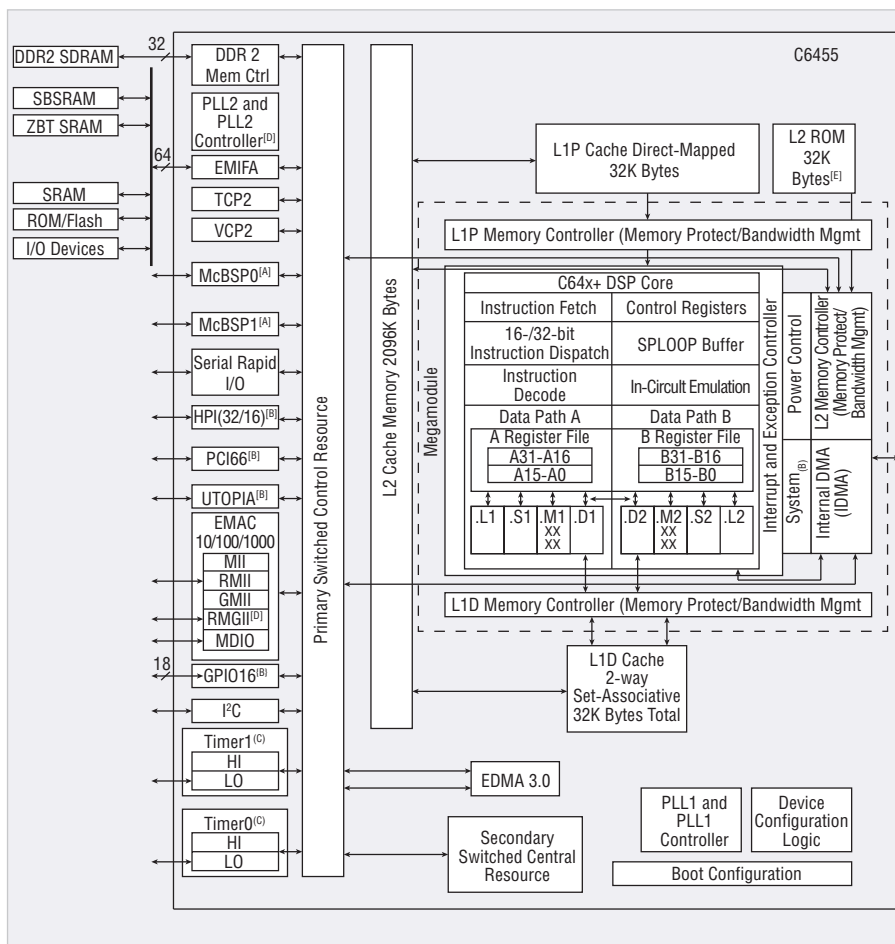 C6455
DDR2 SDRAM
32
SBSRAM
ZBT SRAM
64
SRAM
ROM/Flash
I/O Devices
DDR 2
Mem Ctrl
PLL2 and
PLL2
Controller[D]
EMIFA
TCP2
VCP2
McBSP0[A]
McBSP1[A]
Serial Rapid
I/O
HPI(32/16)[B]
PCI66[B]
UTOPIA[B]
EMAC
10/100/1000
MII
RMII
GMII
RMGII[D]
MDIO
18
GPIO16[B]
I2C
Timer1(C)
HI
LO
Timer0(C)
HI
LO
Primary Switched Control Resource
L2 Cache Memory 2096K Bytes
L1P Cache Direct-Mapped
32K Bytes
L2 ROM
32K
Bytes[E]
L1P Memory Controller (Memory Protect/Bandwidth Mgmt
Megamodule
C64x+ DSP Core
Instruction Fetch
Control Registers
16-/32-bit
Instruction Dispatch
SPLOOP Buffer
Instruction
Decode
In-Circult Emulation
Data Path A
Data Path B
A Register File
A31-A16
A15-A0
B Register File
B31-B16
B15-B0
.L1
.S1
.M1
XX
XX
.D1
.D2
.M2
XX
XX
.S2
.L2
Interrupt and Exception Controller
Power Control
System(B)
L2 Memory Controller
(Memory Protect/
Bandwidth Mgmt)
Internal DMA
(IDMA)
L1D Memory Controller (Memory Protect/Bandwidth Mgmt
L1D Cache
2-way
Set-Associative
32K Bytes Total
EDMA 3.0
Secondary
Switched Central
Resource
PLL1 and
PLL1
Controller
Device
Configuration
Logic
Boot Configuration